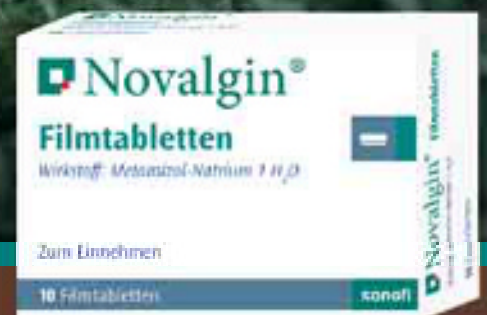 Novalgin®
Filmtabletten
Wirkstoff: Metamizol-Natrium 1 H₂O
Zum Einnehmen
10 Filmtabletten
sanofi
Novalgin®
Filmtabletten